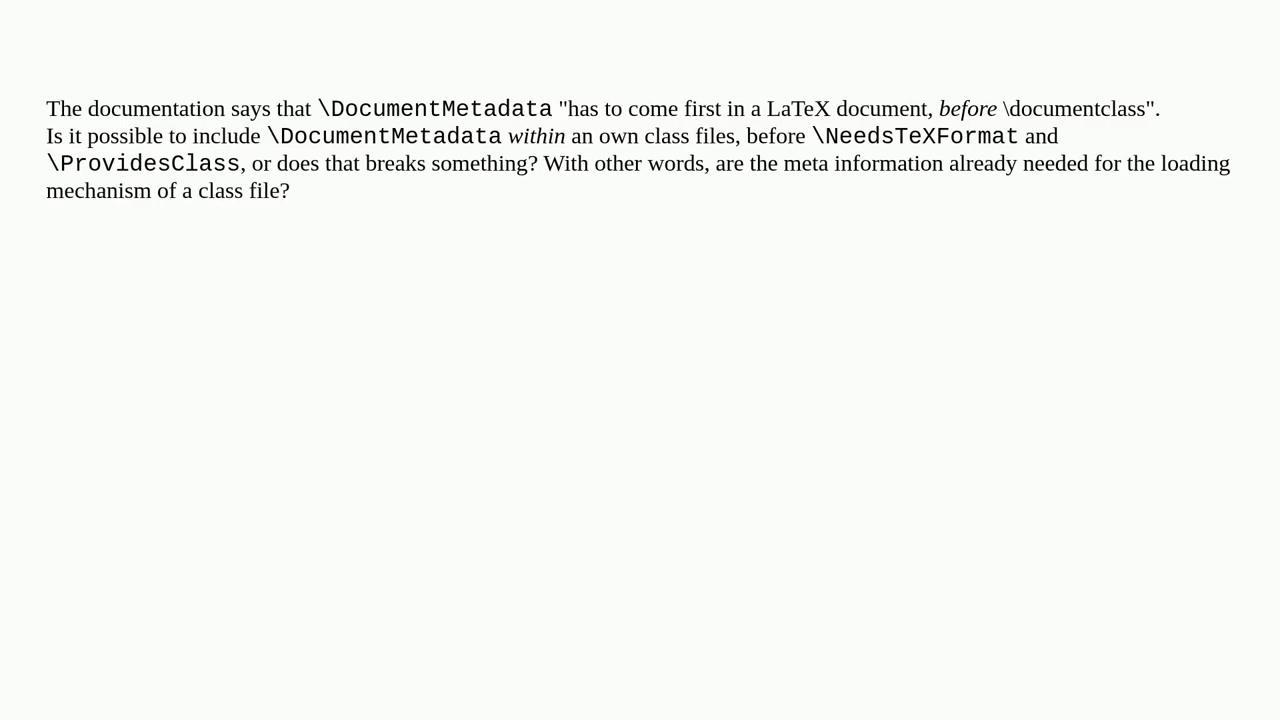 The documentation says that \DocumentMetadata "has to come first in a LaTeX document, before \documentclass".
Is it possible to include \DocumentMetadata within an own class files, before \NeedsTeXFormat and
\ProvidesClass, or does that breaks something? With other words, are the meta information already needed for the loading
mechanism of a class file?